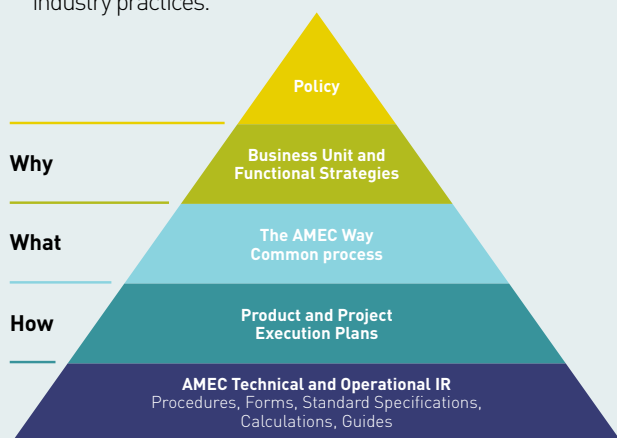 industry practices.
Policy
Why
Business Unit and
Functional Strategies
What
The AMEC Way
Common process
How
Product and Project
Execution Plans
AMEC Technical and Operational IR
Procedures, Forms, Standard Specifications,
Calculations, Guides